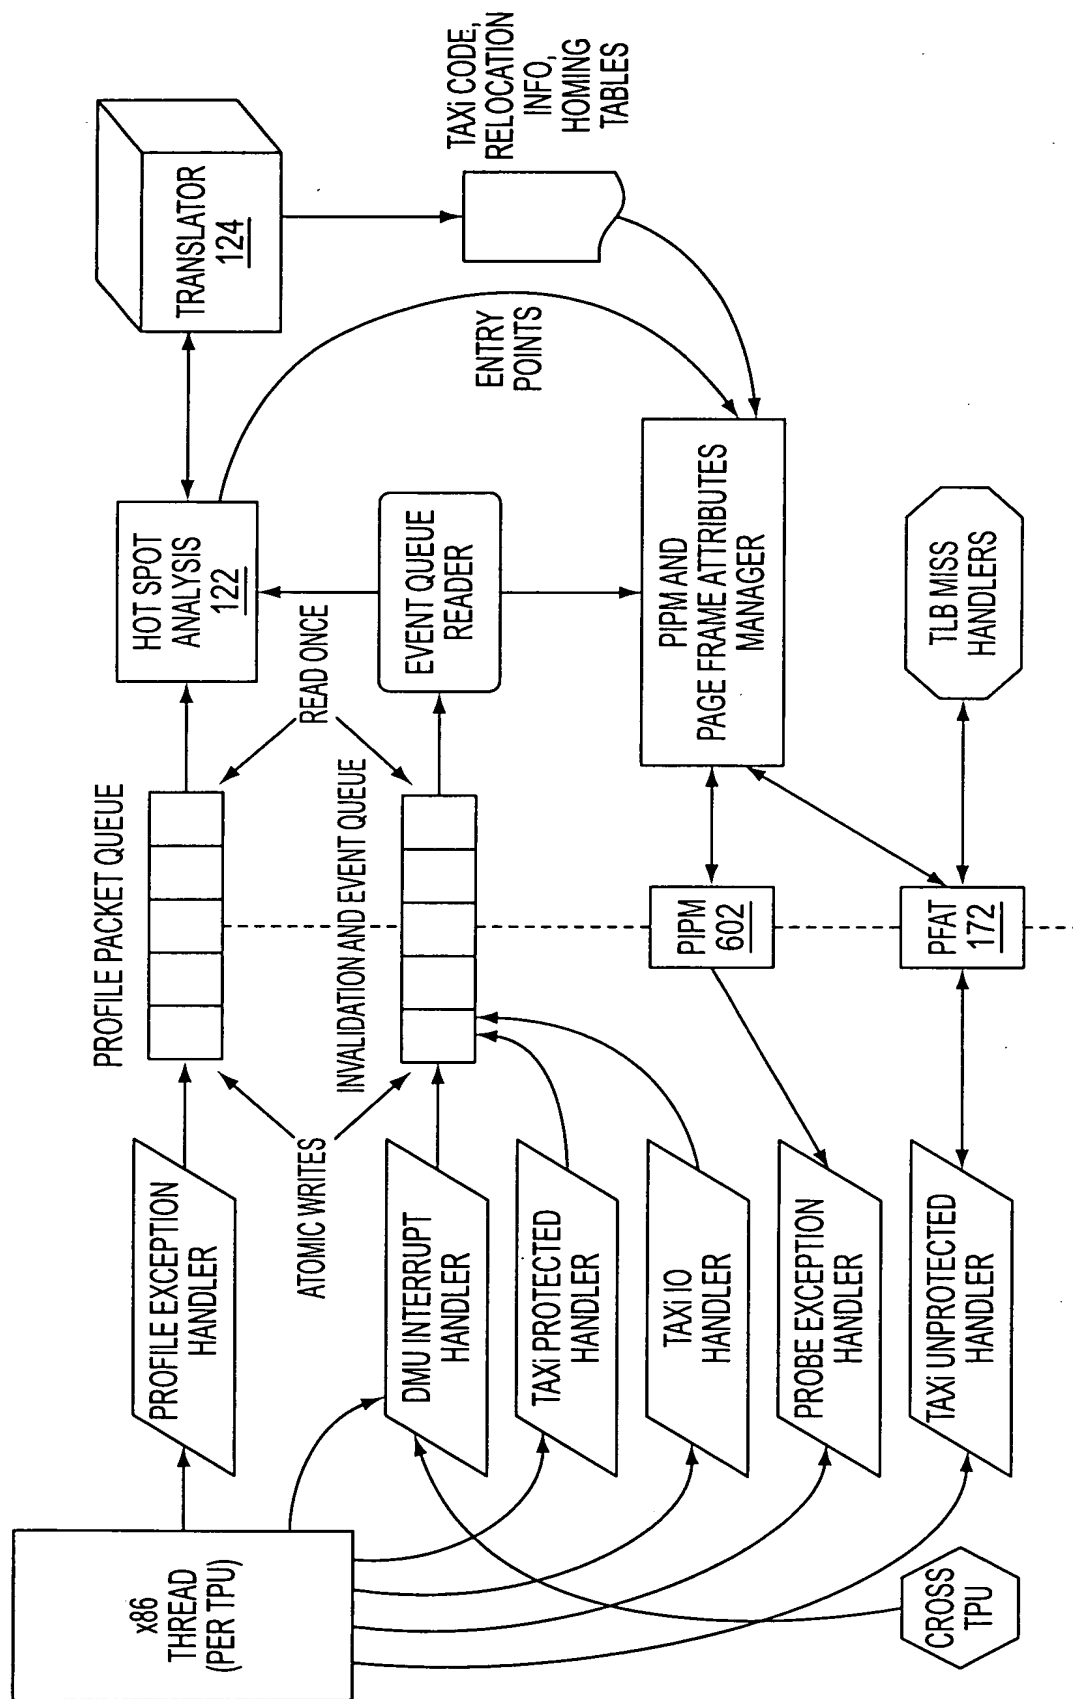 x86
THREAD
(PER TPU)
PROFILE EXCEPTION
HANDLER
PROFILE PACKET QUEUE
HOT SPOT
ANALYSIS
122
TRANSLATOR
124
ATOMIC WRITES
READ ONCE
INVALIDATION AND EVENT QUEUE
DMU INTERRUPT
HANDLER
EVENT QUEUE
READER
ENTRY
POINTS
TAXi CODE,
RELOCATION
INFO,
HOMING
TABLES
TAXi PROTECTED
HANDLER
TAXi IO
HANDLER
PROBE EXCEPTION
HANDLER
TAXi UNPROTECTED
HANDLER
PIPM
602
PIPM AND
PAGE FRAME ATTRIBUTES
MANAGER
CROSS
TPU
PFAT
172
TLB MISS
HANDLERS